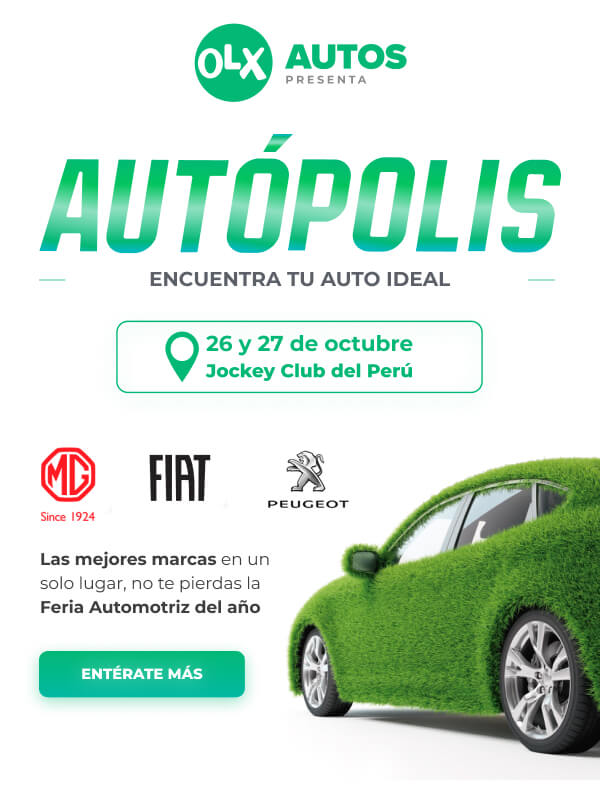 OLX AUTOS
PRESENTA
AUTÓPOLIS
ENCUENTRA TU AUTO IDEAL
26 y 27 de octubre
Jockey Club del Perú
MG
Since 1924
FIAT
PEUGEOT
Las mejores marcas en un
solo lugar, no te pierdas la
Feria Automotriz del año
ENTÉRATE MÁS